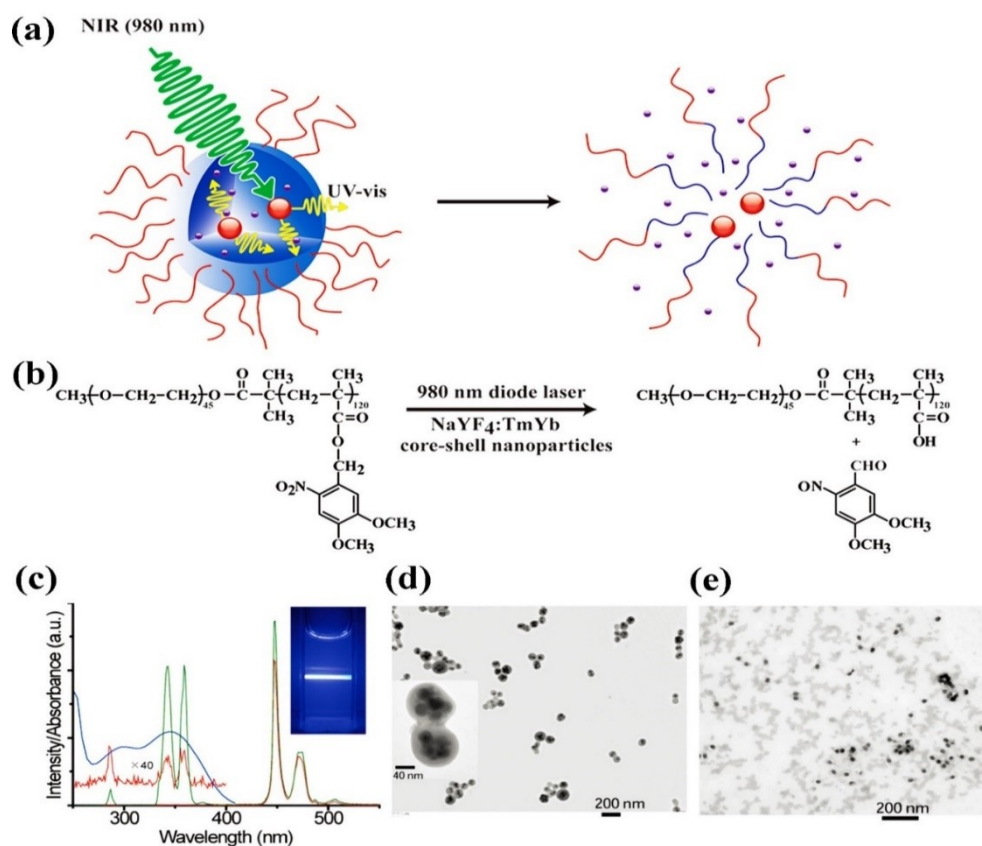 (a)
NIR (980 nm)
UV-vis
(b)
CH3(O−CH2−CH2)45O−C−C(CH2−C)120
O CH3 CH3
CH3 C=O
O
CH2
O2N
OCH3
OCH3
980 nm diode laser
NaYF4:TmYb
core-shell nanoparticles
CH3(O−CH2−CH2)45O−C−C(CH2−C)120
O CH3 CH3
CH3 C=O
OH
+
CHO
ON
OCH3
OCH3
(c)
Intensity/Absorbance (a.u.)
×40
300 400 500
Wavelength (nm)
(d)
40 nm
200 nm
(e)
200 nm